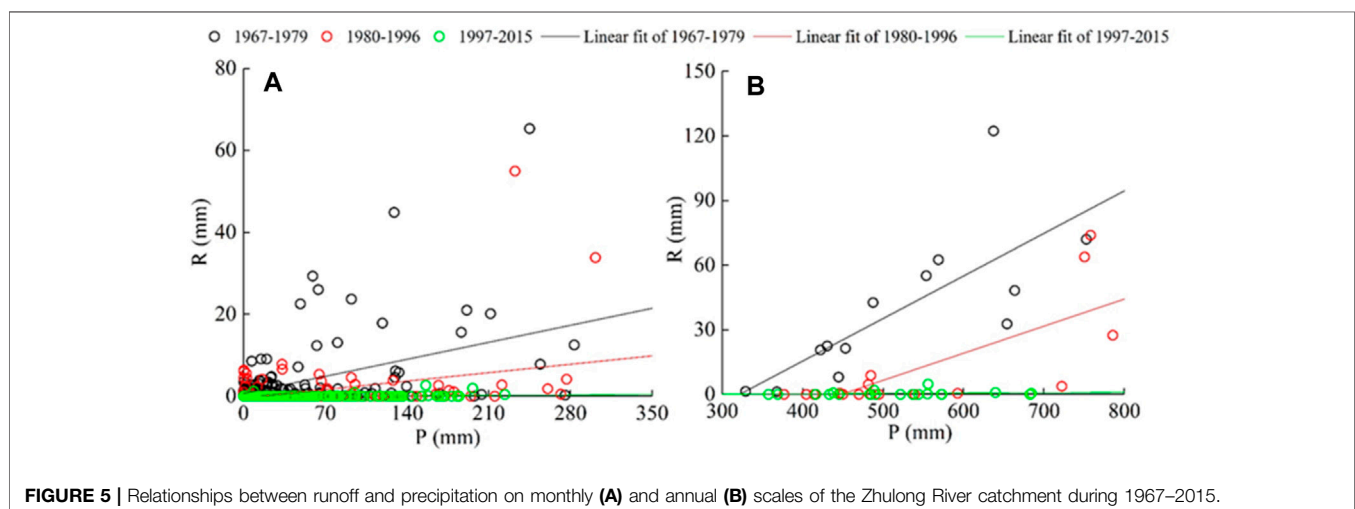 1967-1979 1980-1996 1997-2015 Linear fit of 1967-1979 Linear fit of 1980-1996 Linear fit of 1997-2015
A
80
60
40
20
0
R (mm)
0 70 140 210 280 350
P (mm)
B
150
120
90
60
30
0
R (mm)
300 400 500 600 700 800
P (mm)
FIGURE 5 | Relationships between runoff and precipitation on monthly (A) and annual (B) scales of the Zhulong River catchment during 1967–2015.